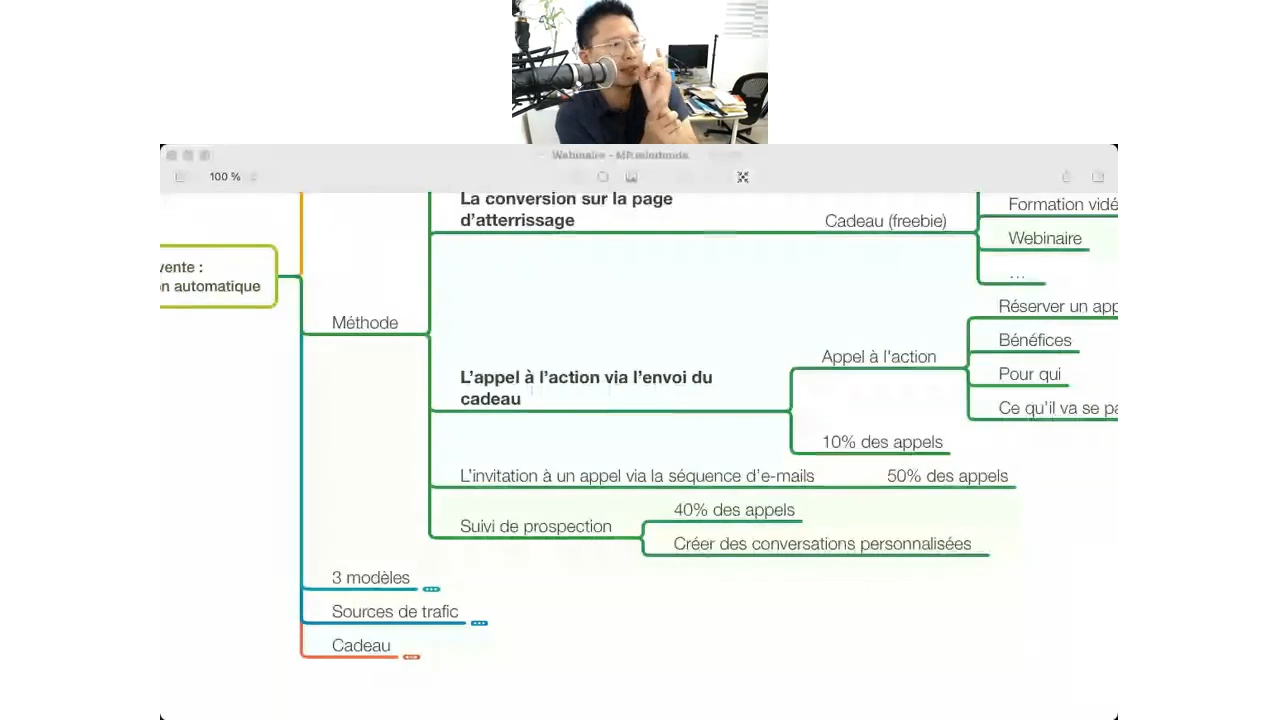 Webinaire - MP.mindnode
100 %
La conversion sur la page
d’atterrissage
Cadeau (freebie)
Formation vidé
Webinaire
...
vente :
n automatique
Méthode
L’appel à l’action via l’envoi du
cadeau
Appel à l'action
Réserver un app
Bénéfices
Pour qui
Ce qu'il va se pa
10% des appels
L’invitation à un appel via la séquence d’e-mails
50% des appels
Suivi de prospection
40% des appels
Créer des conversations personnalisées
3 modèles
Sources de trafic
Cadeau